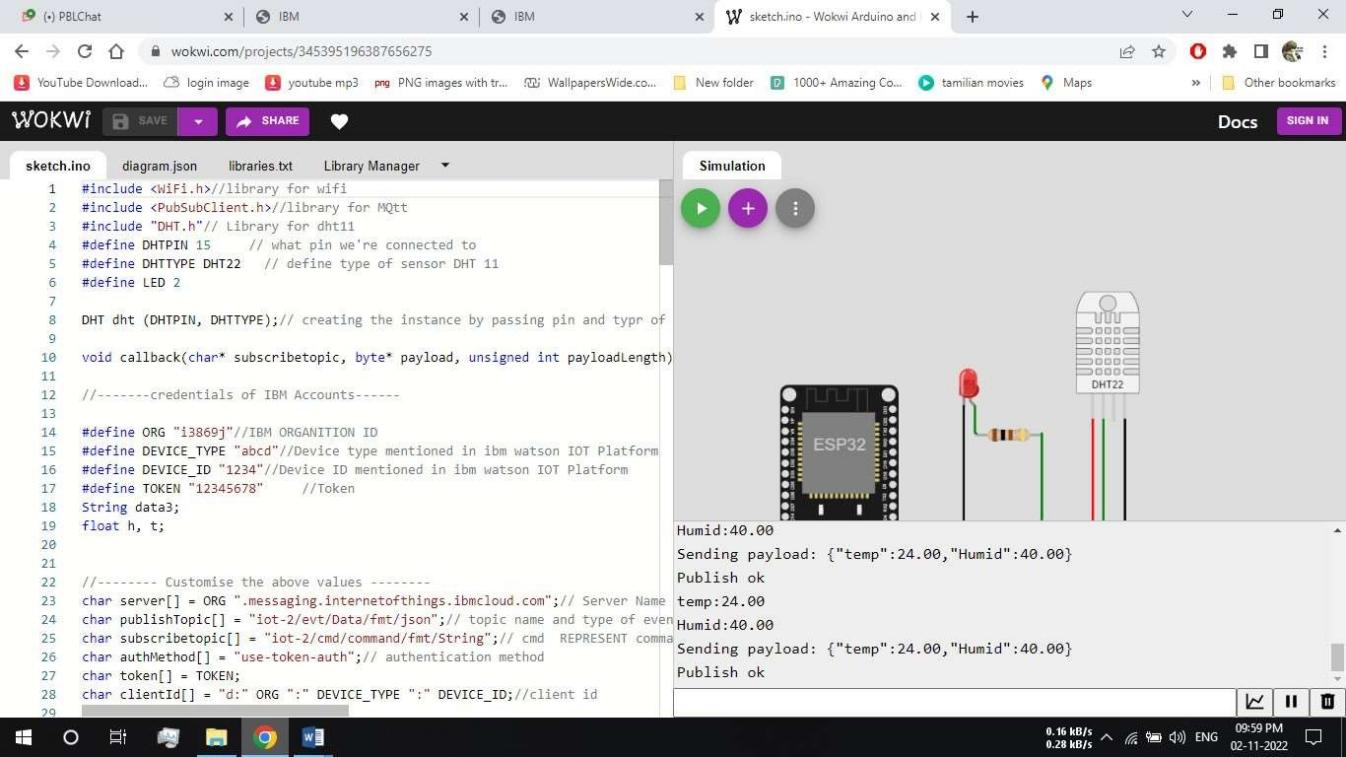 (•) PBLChat
IBM
IBM
sketch.ino - Wokwi Arduino and
wokwi.com/projects/345395196387656275
YouTube Download...
login image
youtube mp3
png PNG images with tr...
WallpapersWide.co...
New folder
1000+ Amazing Co...
tamilian movies
Maps
»
Other bookmarks
WOKWi
SAVE
SHARE
Docs
SIGN IN
sketch.ino
diagram.json
libraries.txt
Library Manager
Simulation
1 #include <WiFi.h>//library for wifi
2 #include <PubSubClient.h>//library for MQtt
3 #include "DHT.h"// Library for dht11
4 #define DHTPIN 15     // what pin we're connected to
5 #define DHTTYPE DHT22   // define type of sensor DHT 11
6 #define LED 2
7
8 DHT dht (DHTPIN, DHTTYPE);// creating the instance by passing pin and typr of
9
10 void callback(char* subscribetopic, byte* payload, unsigned int payloadLength)
11
12 //-------credentials of IBM Accounts------
13
14 #define ORG "i3869j"//IBM ORGANITION ID
15 #define DEVICE_TYPE "abcd"//Device type mentioned in ibm watson IOT Platform
16 #define DEVICE_ID "1234"//Device ID mentioned in ibm watson IOT Platform
17 #define TOKEN "12345678"     //Token
18 String data3;
19 float h, t;
20
21
22 //-------- Customise the above values --------
23 char server[] = ORG ".messaging.internetofthings.ibmcloud.com";// Server Name
24 char publishTopic[] = "iot-2/evt/Data/fmt/json";// topic name and type of even
25 char subscribetopic[] = "iot-2/cmd/command/fmt/String";// cmd  REPRESENT comma
26 char authMethod[] = "use-token-auth";// authentication method
27 char token[] = TOKEN;
28 char clientId[] = "d:" ORG ":" DEVICE_TYPE ":" DEVICE_ID;//client id
29
DHT22
ESP32
Humid:40.00
Sending payload: {"temp":24.00,"Humid":40.00}
Publish ok
temp:24.00
Humid:40.00
Sending payload: {"temp":24.00,"Humid":40.00}
Publish ok
0.16 kB/s
0.28 kB/s
ENG
09:59 PM
02-11-2022